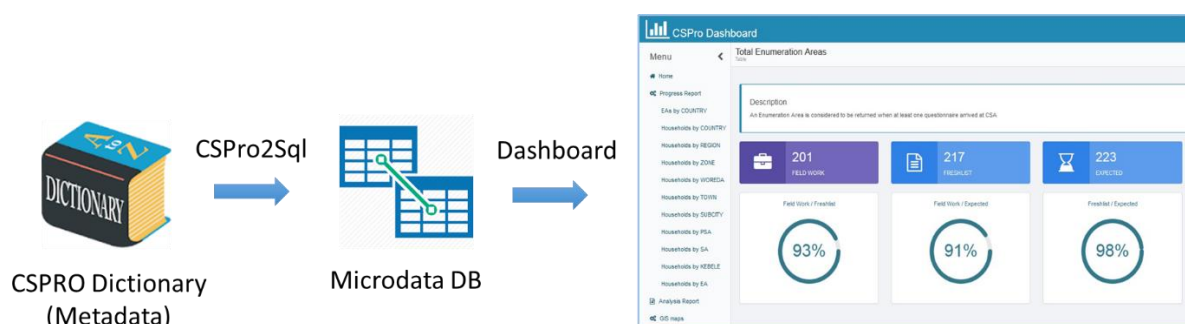 A to Z
DICTIONARY
CSPRO Dictionary
(Metadata)
CSPro2Sql
Microdata DB
Dashboard
CSPro Dashboard
Menu
Home
Progress Report
EAs by COUNTRY
Households by COUNTRY
Households by REGION
Households by ZONE
Households by WOREDA
Households by TOWN
Households by SUBCITY
Households by PSA
Households by SA
Households by KEBELE
Households by EA
Analysis Report
GIS maps
Total Enumeration Areas
Table
Description
An Enumeration Area is considered to be returned when at least one questionnaire arrived at CSA
201
FIELD WORK
217
FRESHLIST
223
EXPECTED
Field Work / Freshlist
93%
Field Work / Expected
91%
Freshlist / Expected
98%